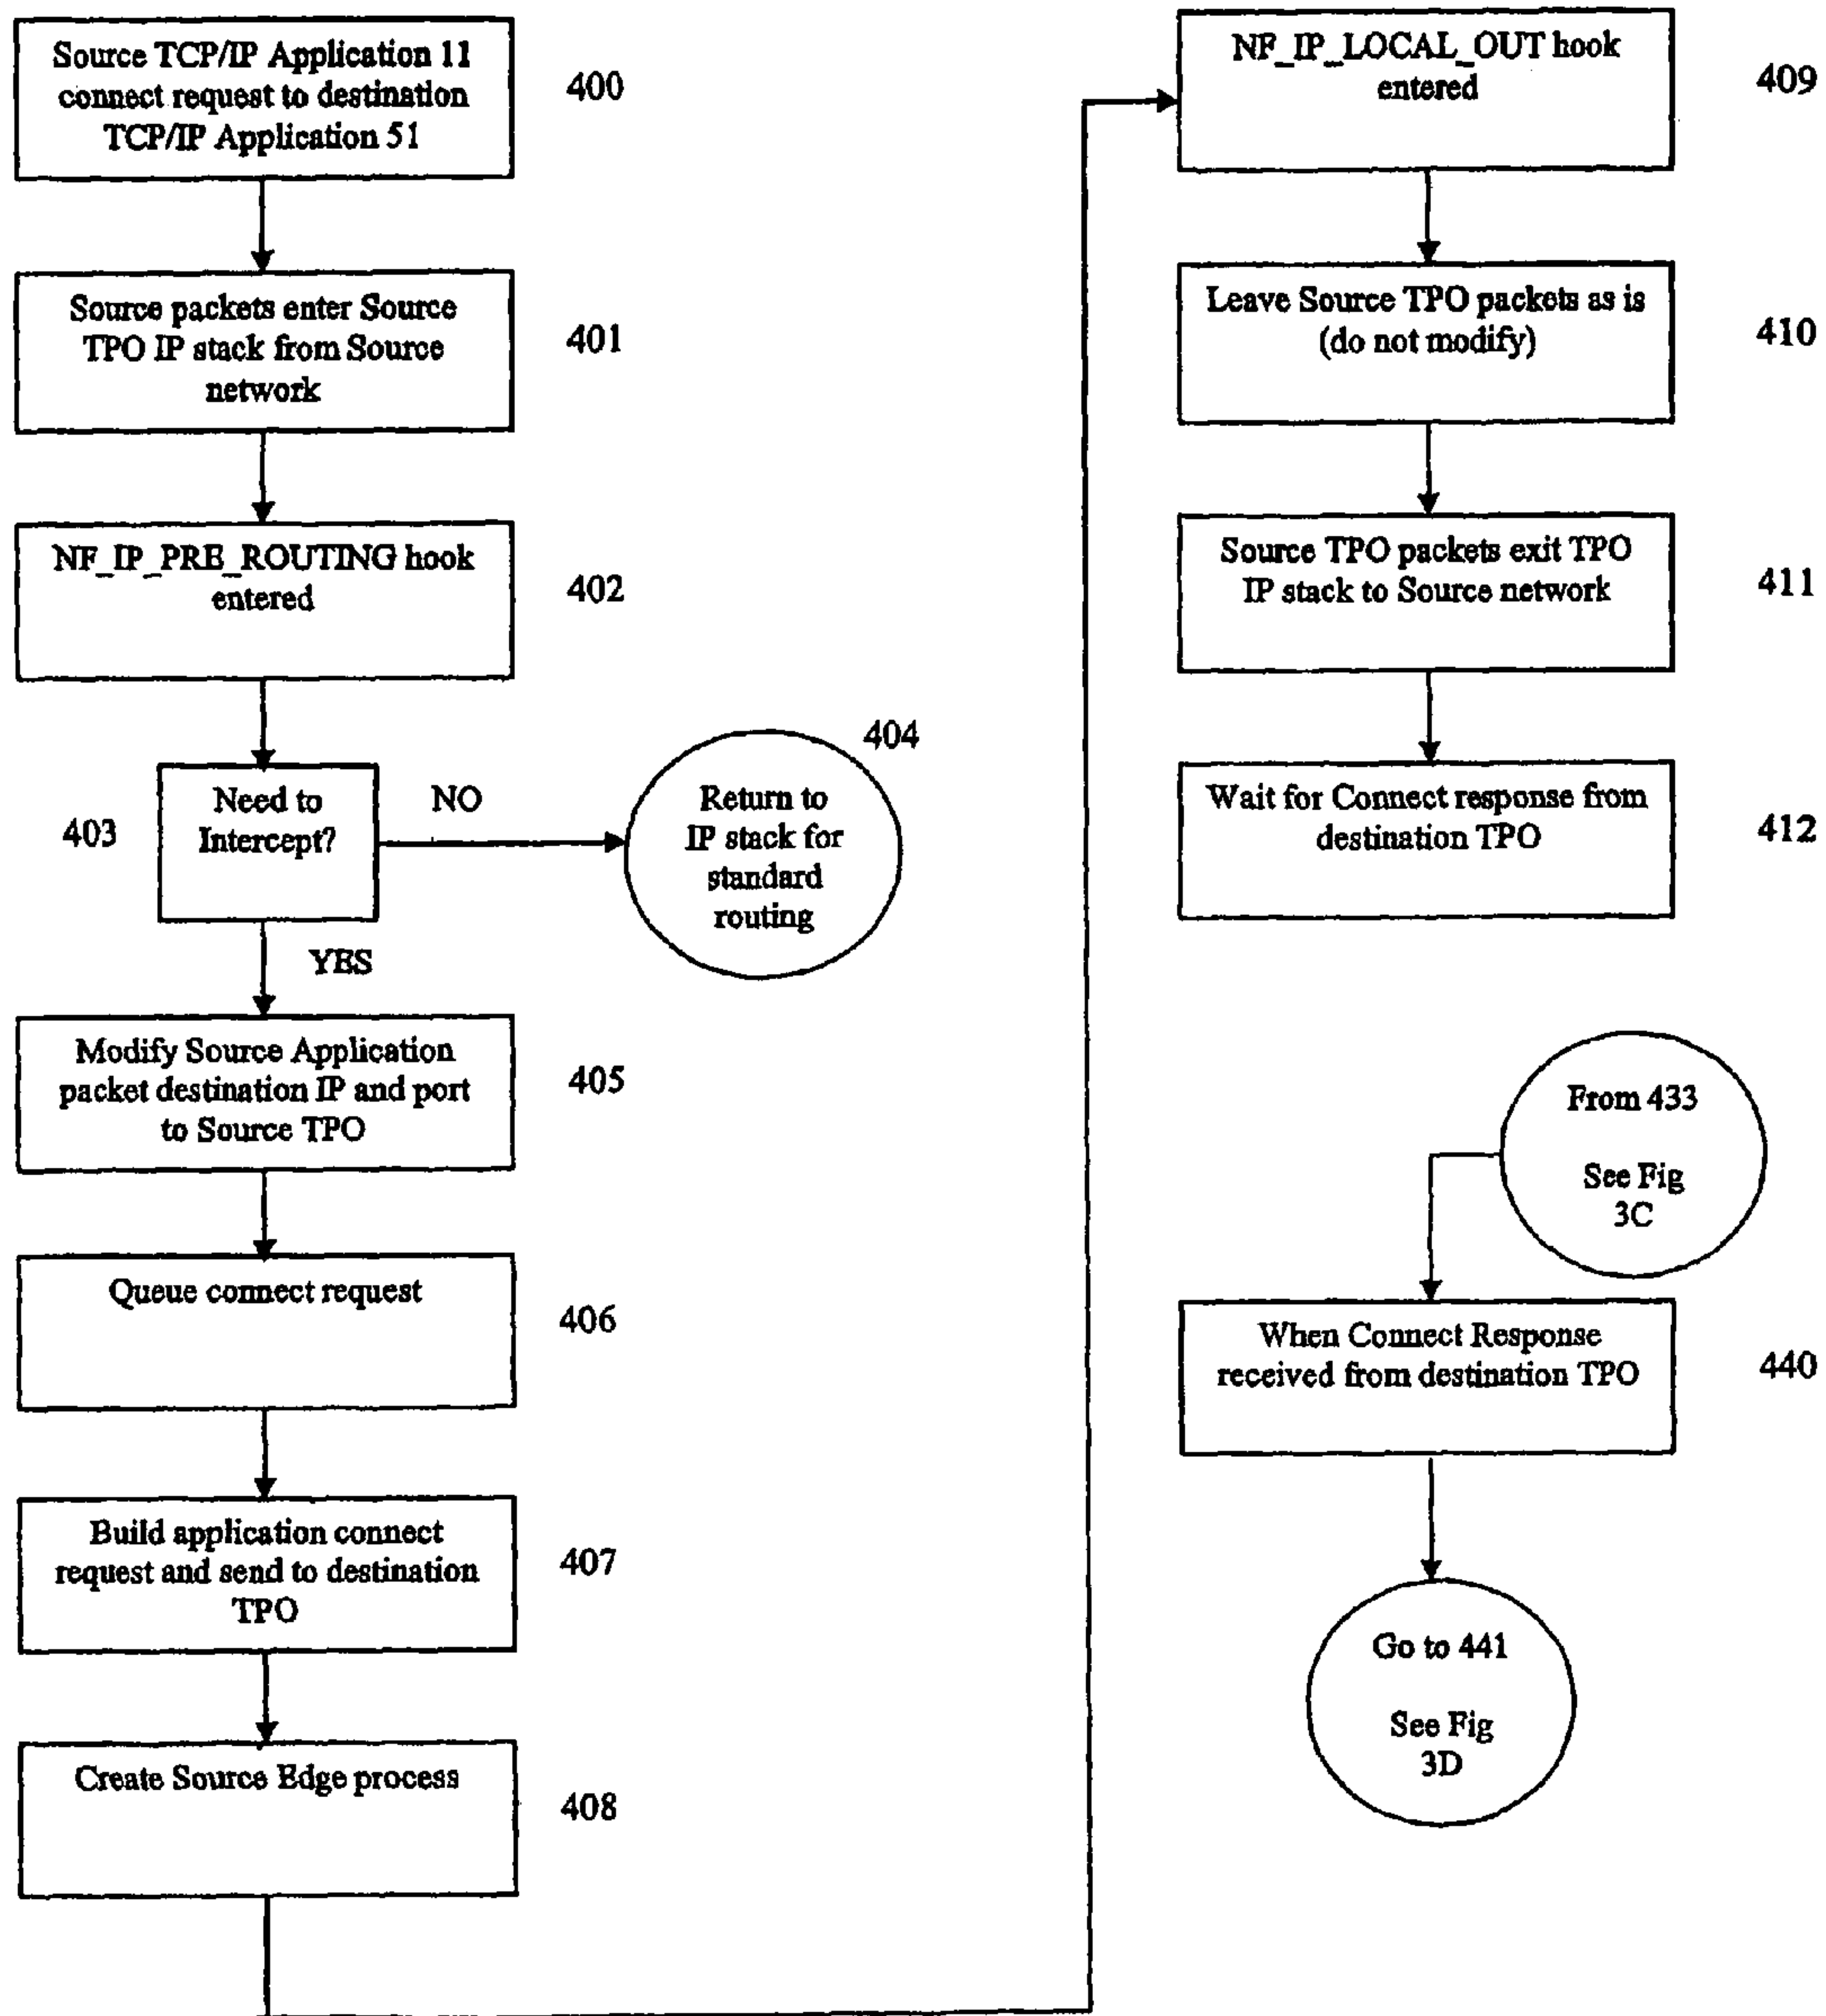 Source TCP/IP Application 11
connect request to destination
TCP/IP Application 51
400
Source packets enter Source
TPO IP stack from Source
network
401
NF_IP_PRE_ROUTING hook
entered
402
Need to
Intercept?
403
NO
404
Return to
IP stack for
standard
routing
YES
Modify Source Application
packet destination IP and port
to Source TPO
405
Queue connect request
406
Build application connect
request and send to destination
TPO
407
Create Source Edge process
408
NF_IP_LOCAL_OUT hook
entered
409
Leave Source TPO packets as is
(do not modify)
410
Source TPO packets exit TPO
IP stack to Source network
411
Wait for Connect response from
destination TPO
412
From 433
See Fig
3C
When Connect Response
received from destination TPO
440
Go to 441
See Fig
3D